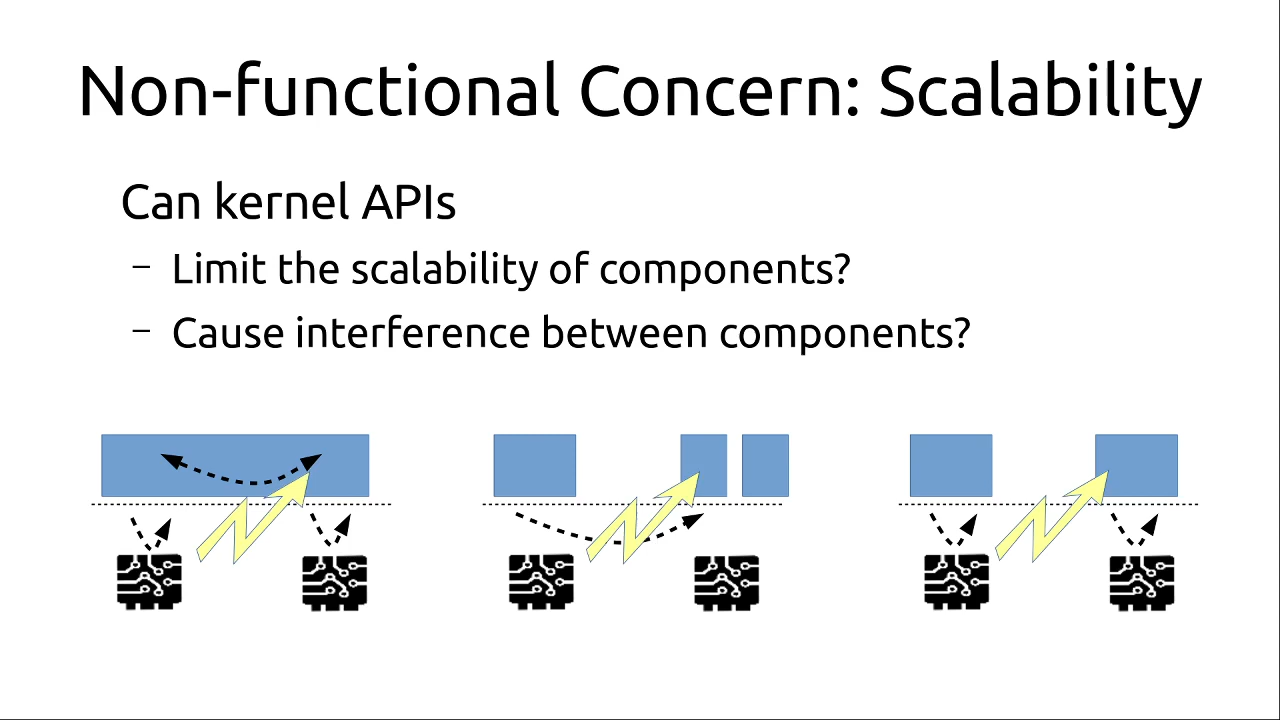 Non-functional Concern: Scalability
Can kernel APIs
– Limit the scalability of components?
– Cause interference between components?